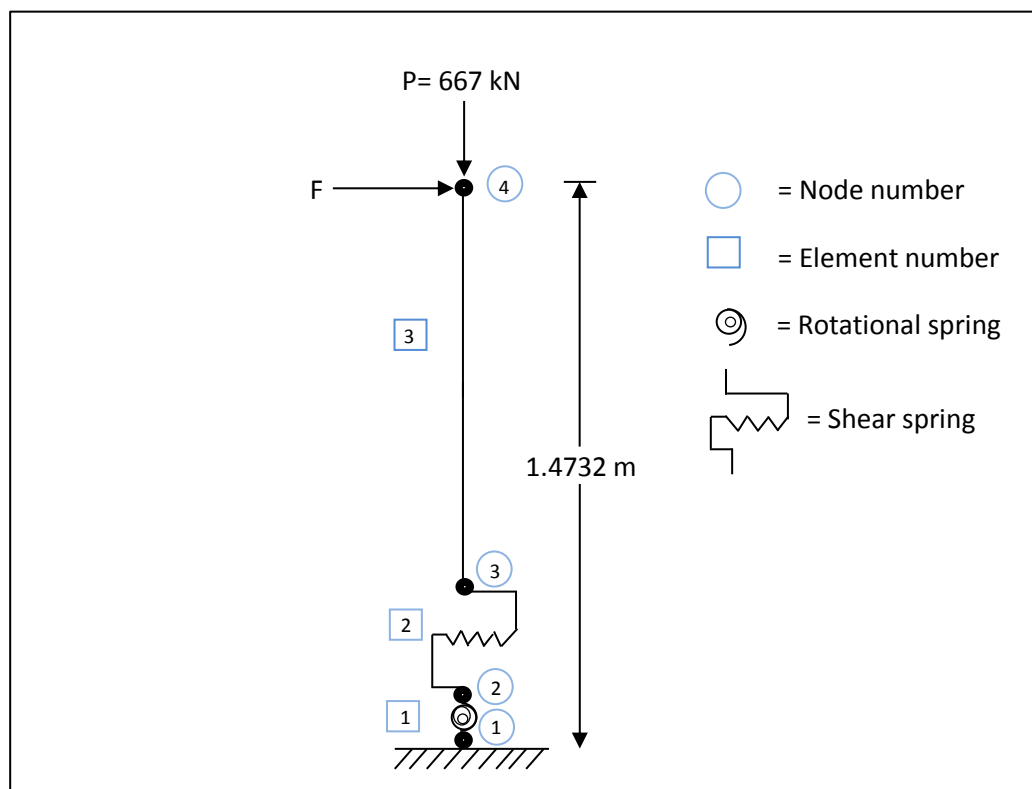 P= 667 kN
F
4
= Node number
= Element number
3
= Rotational spring
= Shear spring
1.4732 m
3
2
2
1
1